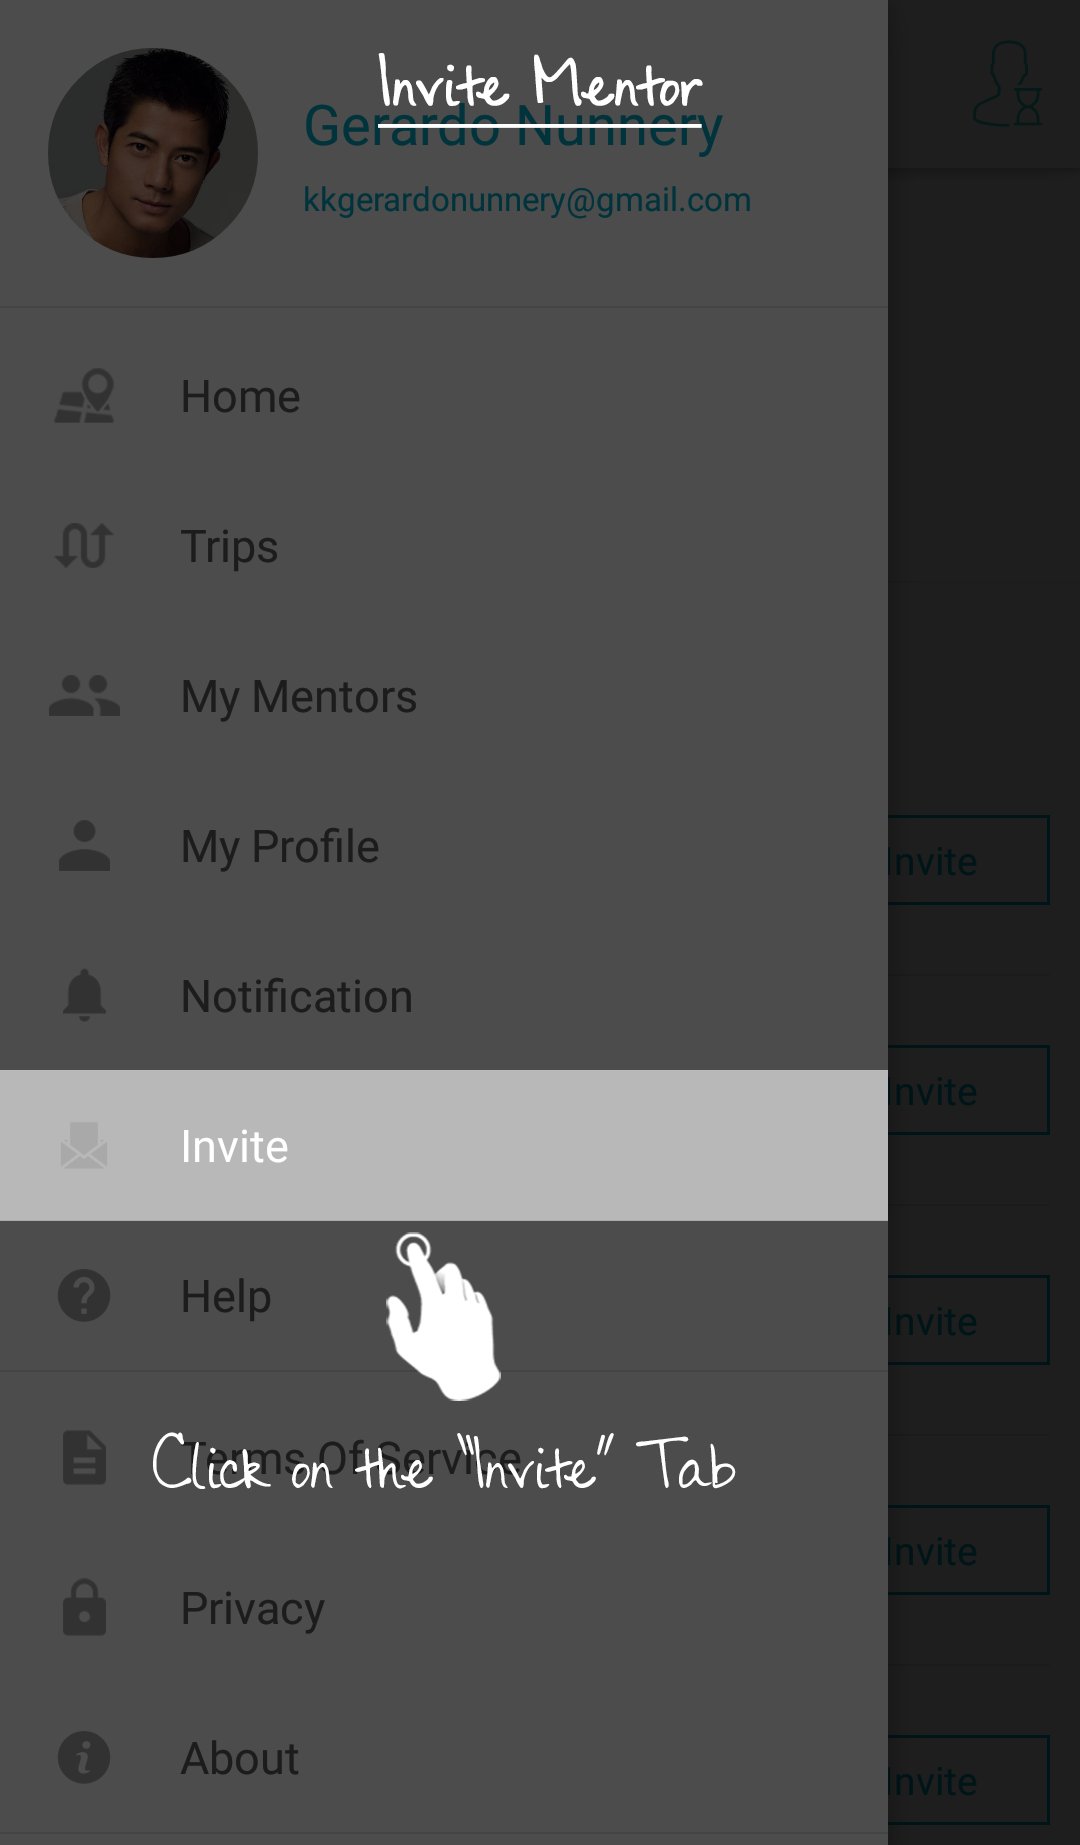 Invite Mentor
Gerardo Nunnery
kkgerardonunnery@gmail.com
Home
Trips
My Mentors
My Profile
Invite
Notification
Invite
Invite
Help
Invite
Terms Of Service
Click on the "Invite" Tab
Invite
Privacy
About
Invite